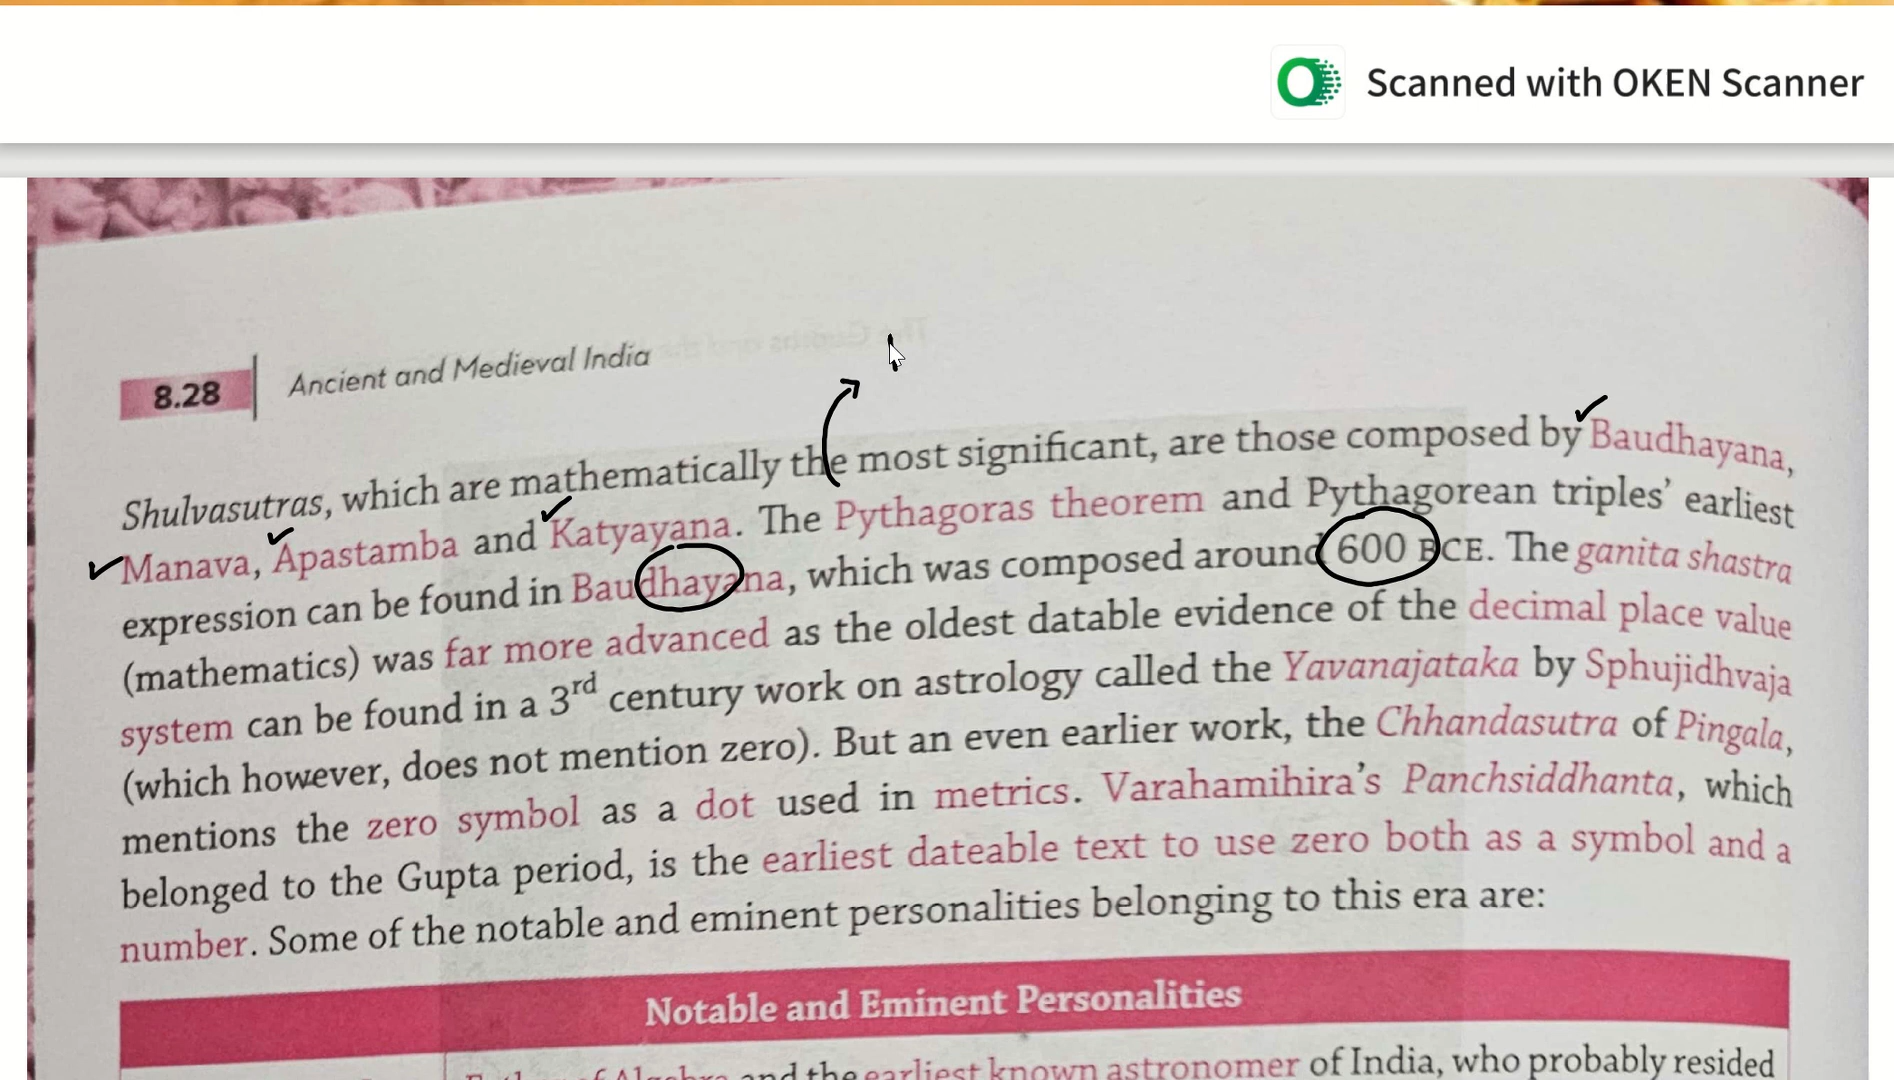 Scanned with OKEN Scanner
8.28
Ancient and Medieval India
Shulvasutras, which are mathematically the most significant, are those composed by Baudhayana,
Manava, Apastamba and Katyayana. The Pythagoras theorem and Pythagorean triples’ earliest
expression can be found in Baudhayana, which was composed around 600 BCE. The ganita shastra
(mathematics) was far more advanced as the oldest datable evidence of the decimal place value
system can be found in a 3rd century work on astrology called the Yavanajataka by Sphujidhvaja
(which however, does not mention zero). But an even earlier work, the Chhandasutra of Pingala,
mentions the zero symbol as a dot used in metrics. Varahamihira’s Panchsiddhanta, which
belonged to the Gupta period, is the earliest dateable text to use zero both as a symbol and a
number. Some of the notable and eminent personalities belonging to this era are:
Notable and Eminent Personalities
of Algebra and the earliest known astronomer of India, who probably resided